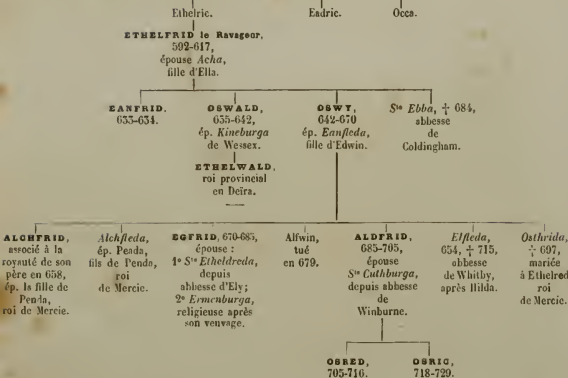 Ethelric. Eadric. Occa.
ETHELFRID le Ravageur,
592-617,
épouse Acha,
fille d'Ella.
EANFRID.
633-634.
OSWALD,
635-642,
ép. Kineburga
de Wessex.
ETHELWALD,
roi provincial
en Deïra.
OSWY,
642-670
ép. Eanfleda,
fille d'Edwin.
Ste Ebba, † 684,
abbesse
de
Coldingham.
ALCHFRID,
associé à la
royauté de son
père en 658,
ép. la fille de
Penda,
roi de Mercie.
Alchfleda,
ép. Peada,
fils de Penda,
roi
de Mercie.
EGFRID, 670-685,
épouse :
1o Ste Etheldreda,
depuis
abbesse d'Ely;
2o Ermenburga,
religieuse après
son veuvage.
Alfwin,
tué
en 679.
ALDFRID,
685-705,
épouse
Ste Cuthburga,
depuis abbesse
de
Winburne.
OSRED,
705-716.
OSRIC,
718-729.
Elfleda,
654, † 715,
abbesse
de Whitby,
après Hilda.
Osthrida,
† 697,
mariée
à Ethelred
roi
de Mercie.